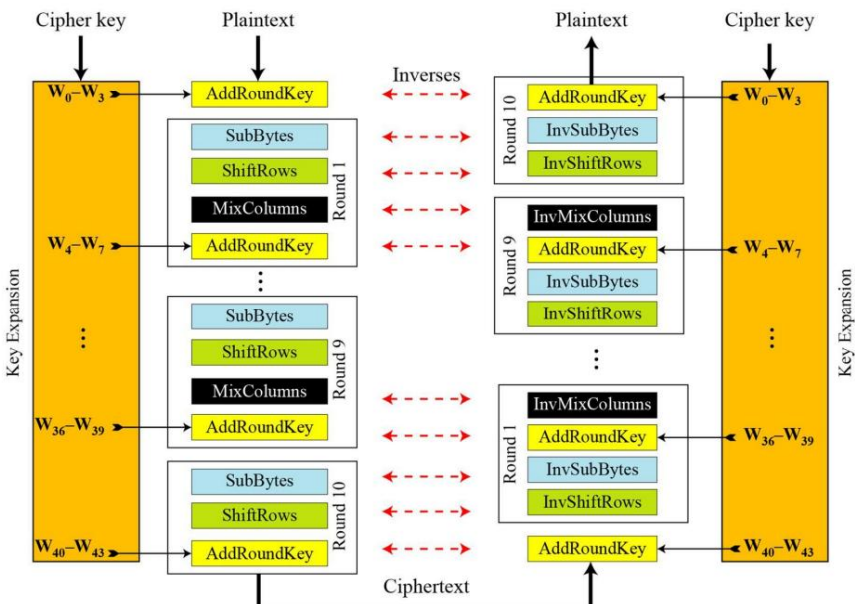 Cipher key
Plaintext
Plaintext
Cipher key
W0–W3
AddRoundKey
Inverses
AddRoundKey
W0–W3
SubBytes
InvSubBytes
ShiftRows
InvShiftRows
Round 10
MixColumns
Round 1
InvMixColumns
W4–W7
AddRoundKey
AddRoundKey
W4–W7
Round 9
...
InvSubBytes
SubBytes
InvShiftRows
Key Expansion
...
ShiftRows
Round 9
...
...
Key Expansion
MixColumns
InvMixColumns
W36–W39
AddRoundKey
AddRoundKey
W36–W39
Round 1
SubBytes
InvSubBytes
ShiftRows
Round 10
InvShiftRows
W40–W43
AddRoundKey
AddRoundKey
W40–W43
Ciphertext